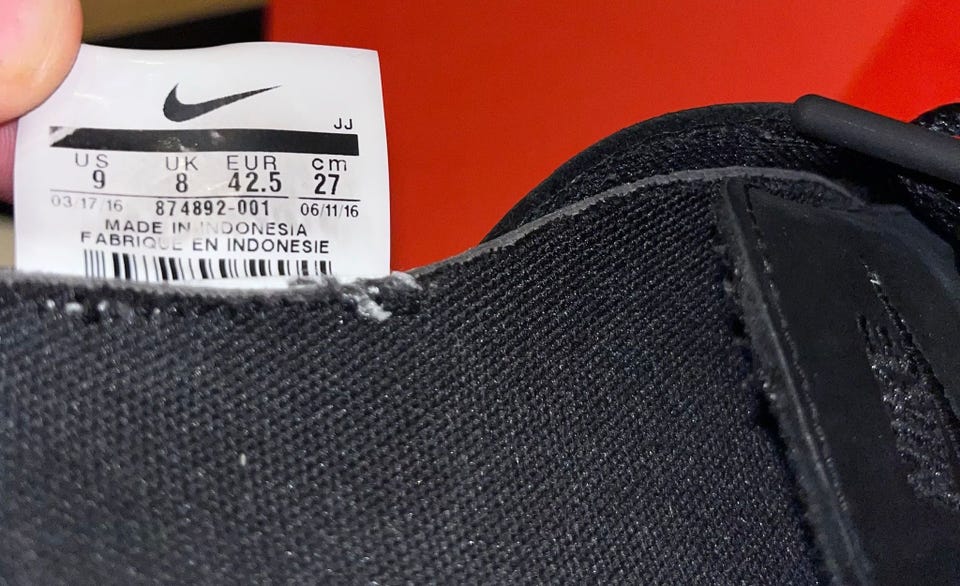 JJ
US UK EUR cm
9 8 42.5 27
03/17/16 874892-001 06/11/16
MADE IN INDONESIA
FABRIQUE EN INDONESIE